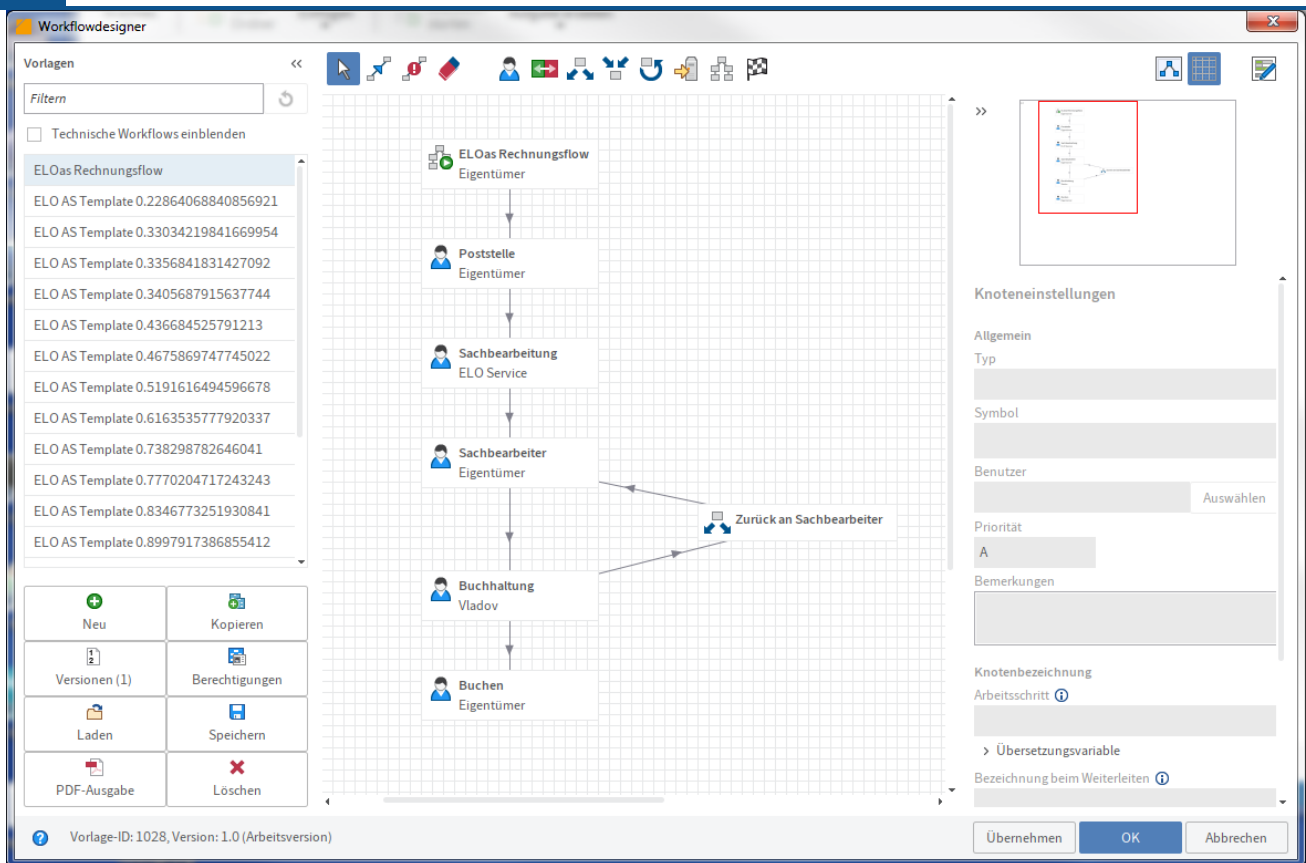 Workflowdesigner
Vorlagen
Filtern
Technische Workflows einblenden
ELOas Rechnungsflow
ELO AS Template 0.22864068840856921
ELO AS Template 0.33034219841669954
ELO AS Template 0.3356841831427092
ELO AS Template 0.3405687915637744
ELO AS Template 0.436684525791213
ELO AS Template 0.4675869747745022
ELO AS Template 0.5191616494596678
ELO AS Template 0.6163535777920337
ELO AS Template 0.738298782646041
ELO AS Template 0.7770204717243243
ELO AS Template 0.8346773251930841
ELO AS Template 0.8997917386855412
Neu
Kopieren
Versionen (1)
Berechtigungen
Laden
Speichern
PDF-Ausgabe
Löschen
ELOas Rechnungsflow
Eigentümer
Poststelle
Eigentümer
Sachbearbeitung
ELO Service
Sachbearbeiter
Eigentümer
Zurück an Sachbearbeiter
Buchhaltung
Vladov
Buchen
Eigentümer
Knoteneinstellungen
Allgemein
Typ
Symbol
Benutzer
Auswählen
Priorität
A
Bemerkungen
Knotenbezeichnung
Arbeitsschritt
Übersetzungsvariable
Bezeichnung beim Weiterleiten
Vorlage-ID: 1028, Version: 1.0 (Arbeitsversion)
Übernehmen
OK
Abbrechen